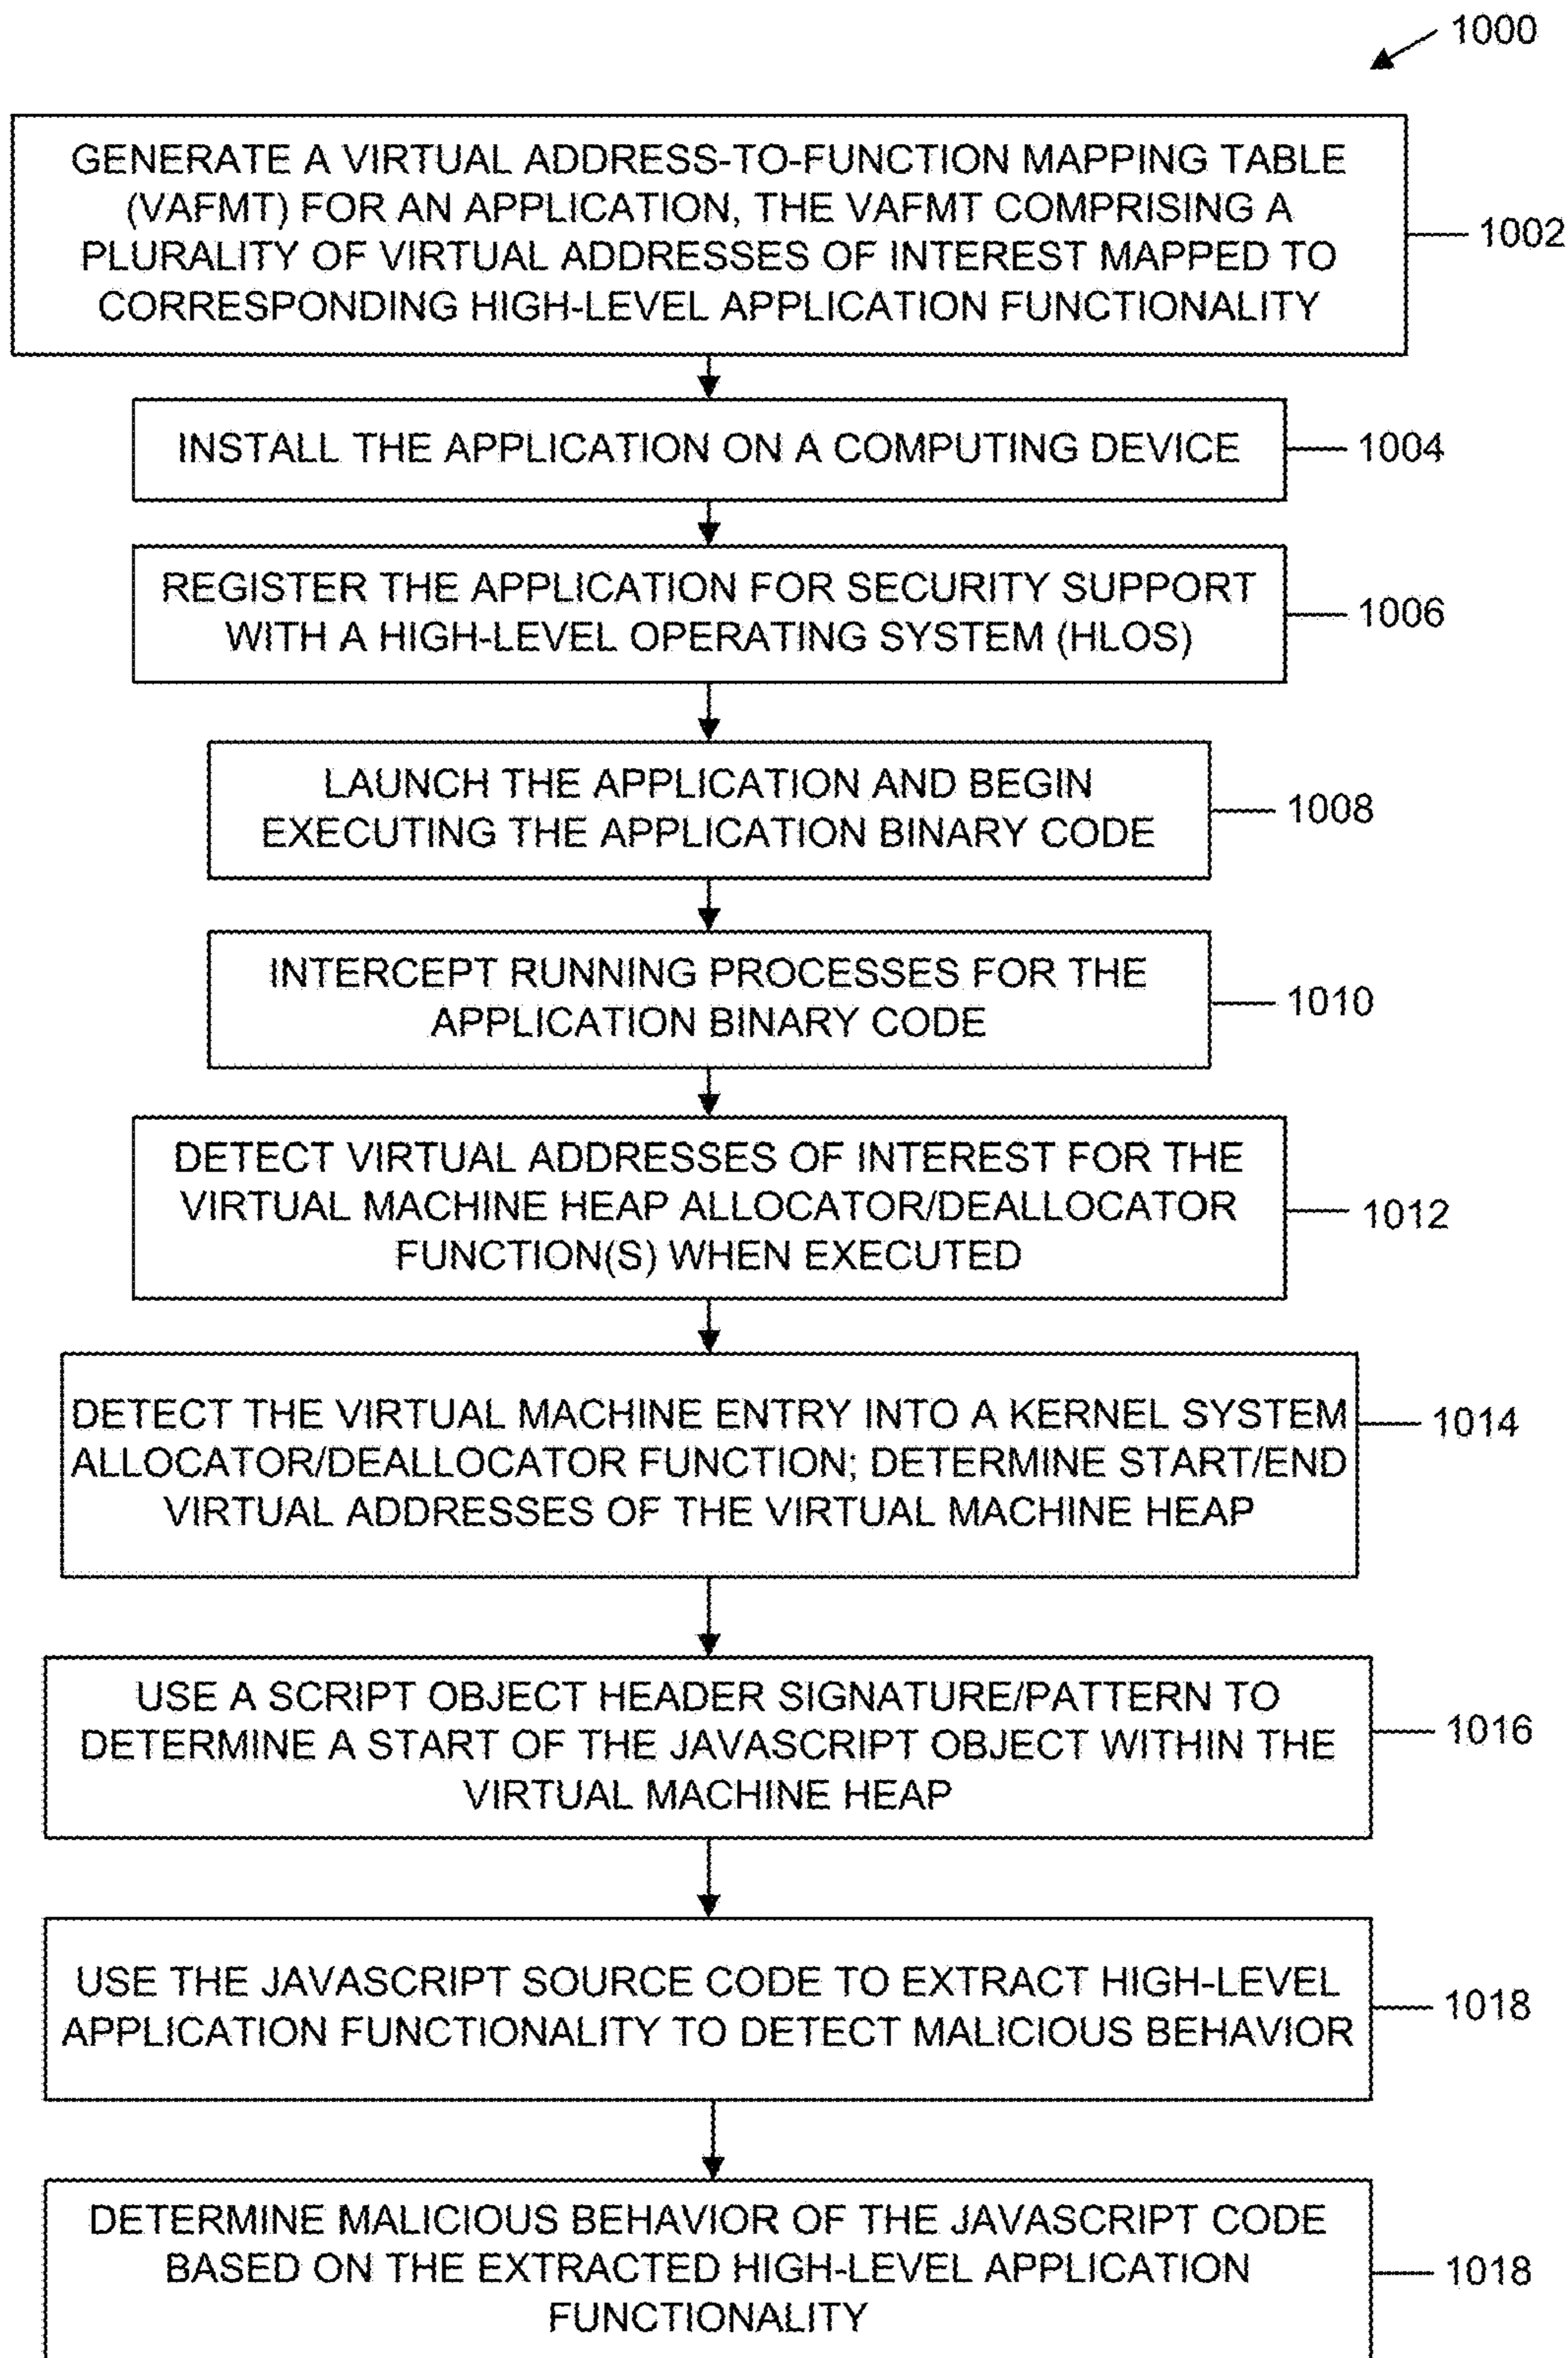 1000
GENERATE A VIRTUAL ADDRESS-TO-FUNCTION MAPPING TABLE
(VAFMT) FOR AN APPLICATION, THE VAFMT COMPRISING A
PLURALITY OF VIRTUAL ADDRESSES OF INTEREST MAPPED TO
CORRESPONDING HIGH-LEVEL APPLICATION FUNCTIONALITY
1002
INSTALL THE APPLICATION ON A COMPUTING DEVICE
1004
REGISTER THE APPLICATION FOR SECURITY SUPPORT
WITH A HIGH-LEVEL OPERATING SYSTEM (HLOS)
1006
LAUNCH THE APPLICATION AND BEGIN
EXECUTING THE APPLICATION BINARY CODE
1008
INTERCEPT RUNNING PROCESSES FOR THE
APPLICATION BINARY CODE
1010
DETECT VIRTUAL ADDRESSES OF INTEREST FOR THE
VIRTUAL MACHINE HEAP ALLOCATOR/DEALLOCATOR
FUNCTION(S) WHEN EXECUTED
1012
DETECT THE VIRTUAL MACHINE ENTRY INTO A KERNEL SYSTEM
ALLOCATOR/DEALLOCATOR FUNCTION; DETERMINE START/END
VIRTUAL ADDRESSES OF THE VIRTUAL MACHINE HEAP
1014
USE A SCRIPT OBJECT HEADER SIGNATURE/PATTERN TO
DETERMINE A START OF THE JAVASCRIPT OBJECT WITHIN THE
VIRTUAL MACHINE HEAP
1016
USE THE JAVASCRIPT SOURCE CODE TO EXTRACT HIGH-LEVEL
APPLICATION FUNCTIONALITY TO DETECT MALICIOUS BEHAVIOR
1018
DETERMINE MALICIOUS BEHAVIOR OF THE JAVASCRIPT CODE
BASED ON THE EXTRACTED HIGH-LEVEL APPLICATION
FUNCTIONALITY
1018